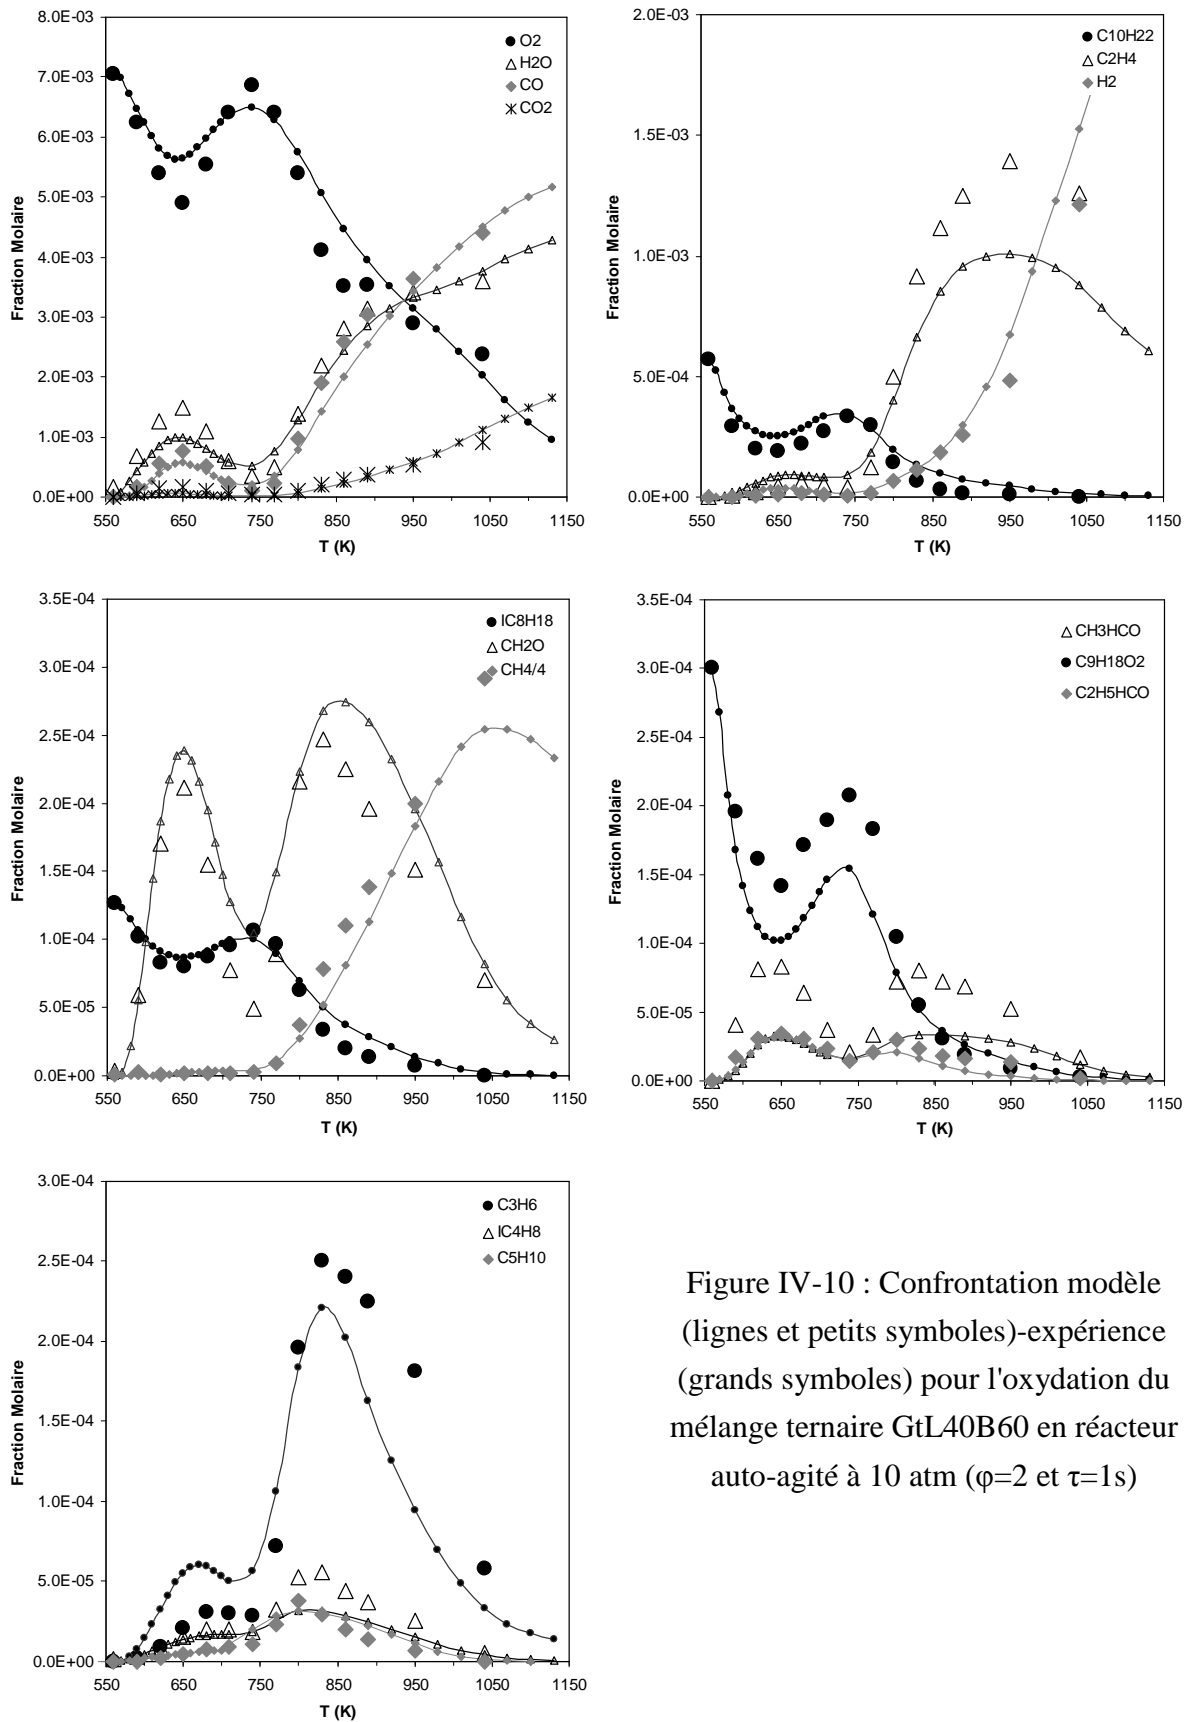 8.0E-03
7.0E-03
6.0E-03
5.0E-03
4.0E-03
3.0E-03
2.0E-03
1.0E-03
0.0E+00
Fraction Molaire
O2
H2O
CO
CO2
550 650 750 850 950 1050 1150
T (K)
2.0E-03
1.5E-03
1.0E-03
5.0E-04
0.0E+00
Fraction Molaire
C10H22
C2H4
H2
550 650 750 850 950 1050 1150
T (K)
3.5E-04
3.0E-04
2.5E-04
2.0E-04
1.5E-04
1.0E-04
5.0E-05
0.0E+00
Fraction Molaire
IC8H18
CH2O
CH4/4
550 650 750 850 950 1050 1150
T (K)
3.5E-04
3.0E-04
2.5E-04
2.0E-04
1.5E-04
1.0E-04
5.0E-05
0.0E+00
Fraction Molaire
CH3HCO
C9H18O2
C2H5HCO
550 650 750 850 950 1050 1150
T (K)
3.0E-04
2.5E-04
2.0E-04
1.5E-04
1.0E-04
5.0E-05
0.0E+00
Fraction Molaire
C3H6
IC4H8
C5H10
550 650 750 850 950 1050 1150
T (K)
Figure IV-10 : Confrontation modèle
(lignes et petits symboles)-expérience
(grands symboles) pour l'oxydation du
mélange ternaire GtL40B60 en réacteur
auto-agité à 10 atm (φ=2 et τ=1s)